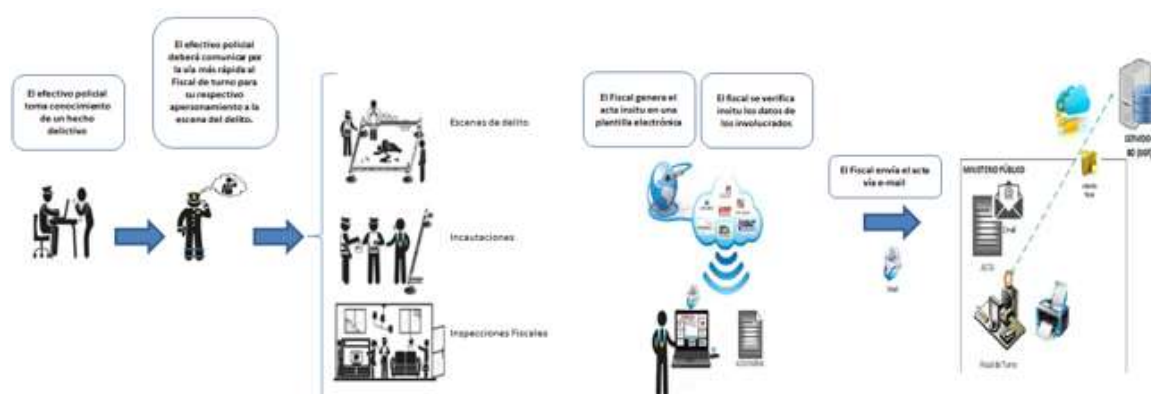 El efectivo policial
toma conocimiento
de un hecho
delictivo
El efectivo policial
deberá comunicar por
la vía más rápida al
Fiscal de turno para
su respectivo
apersonamiento a la
escena del delito.
Escenas de delito
Incautaciones
Inspecciones Fiscales
El Fiscal genera el
acta insitu en una
plantilla electrónica
El fiscal se verifica
insitu los datos de
los involucrados
El Fiscal envía el acta
vía e-mail
MINISTERIO PÚBLICO
ACTA
Fiscal de Turno